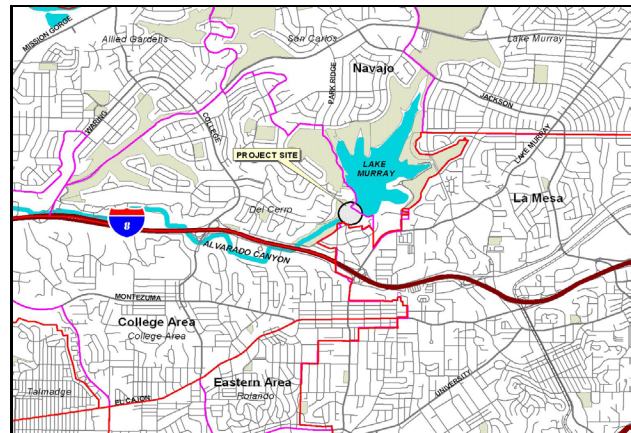 MISSION GORGE
Allied Gardens
San Carlos
Lake Murray
Navajo
PARK RIDGE
JACKSON
WARING
COLLEGE
LAKE MURRAY
PROJECT SITE
LAKE
MURRAY
La Mesa
Del Cerro
8
ALVARADO CANYON
MONTEZUMA
College Area
College Area
Eastern Area
Rolando
Talmadge
EL CAJON
UNIVERSITY